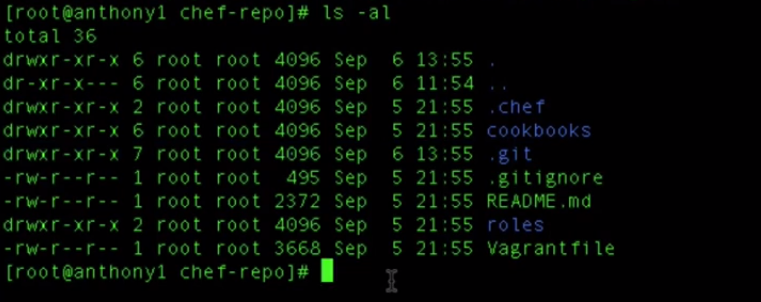 [root@anthony1 chef-repo]# ls -al
total 36
drwxr-xr-x 6 root root 4096 Sep  6 13:55 .
dr-xr-x--- 6 root root 4096 Sep  6 11:54 ..
drwxr-xr-x 2 root root 4096 Sep  5 21:55 .chef
drwxr-xr-x 6 root root 4096 Sep  5 21:55 cookbooks
drwxr-xr-x 7 root root 4096 Sep  6 13:55 .git
-rw-r--r-- 1 root root  495 Sep  5 21:55 .gitignore
-rw-r--r-- 1 root root 2372 Sep  5 21:55 README.md
drwxr-xr-x 2 root root 4096 Sep  5 21:55 roles
-rw-r--r-- 1 root root 3668 Sep  5 21:55 Vagrantfile
[root@anthony1 chef-repo]#